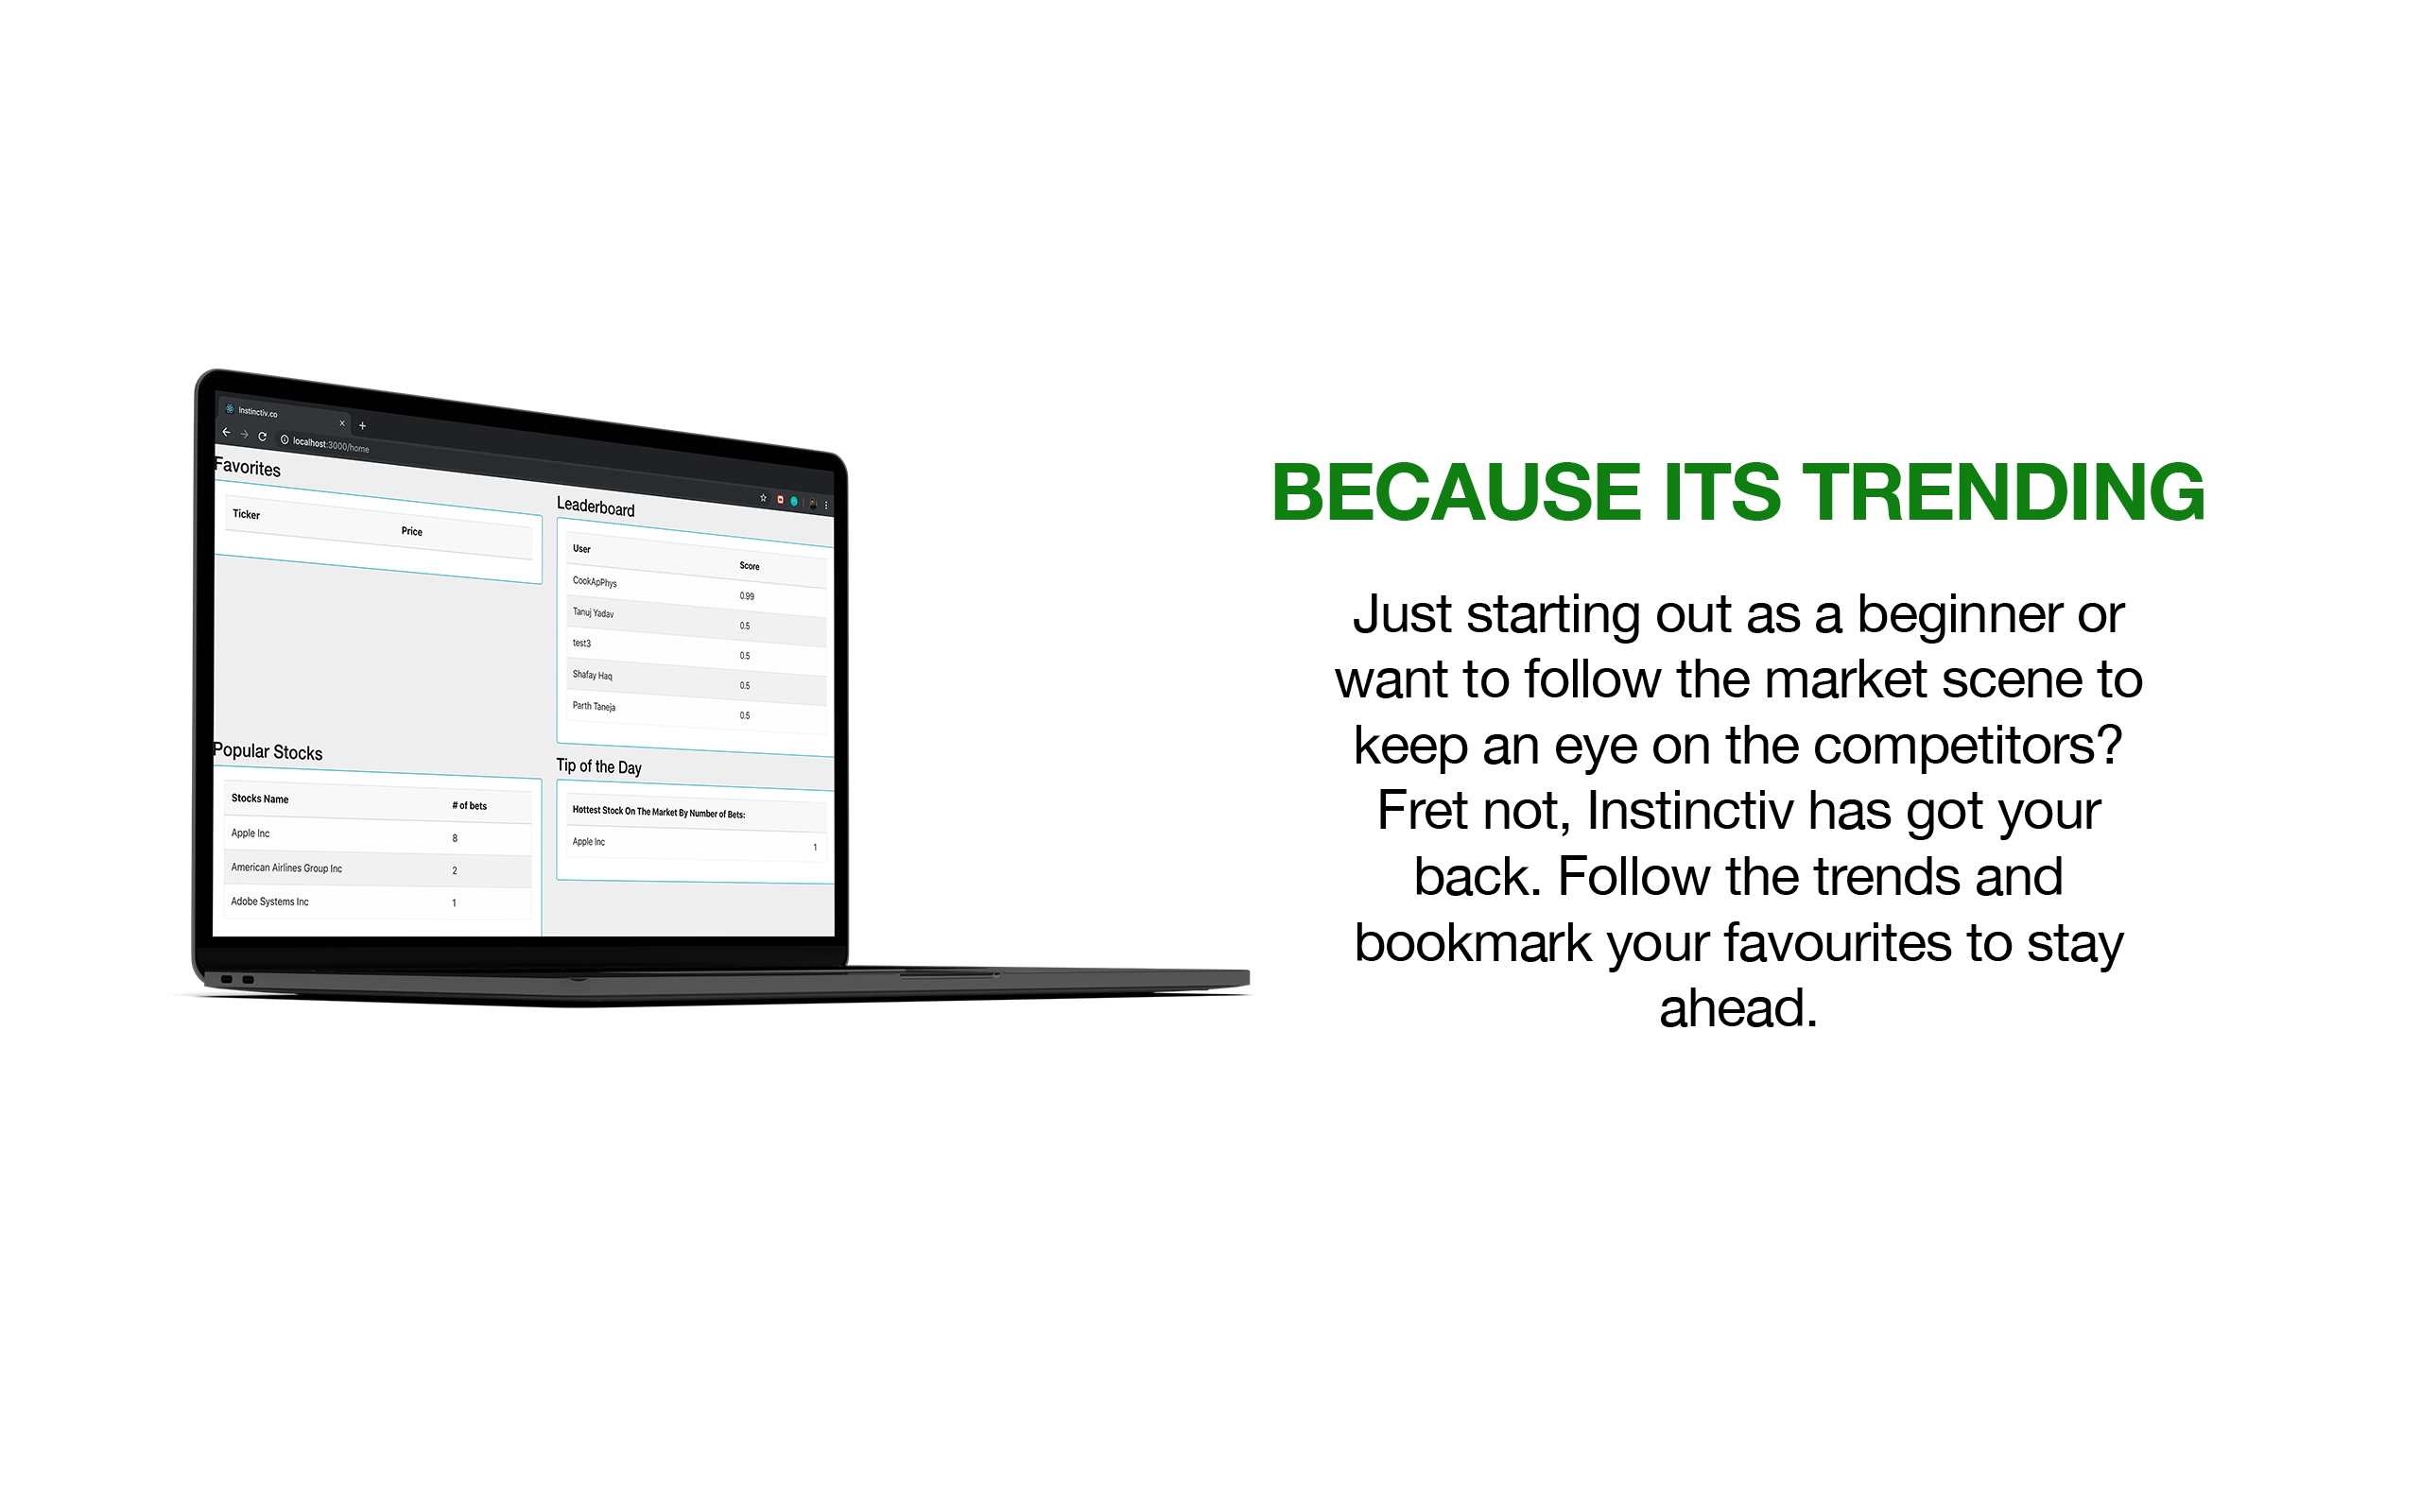 Instinctiv.co
localhost:3000/home
Favorites
Ticker Price
Leaderboard
User Score
CookApPhys 0.99
Tanuj Yadav 0.5
test3 0.5
Shafay Haq 0.5
Parth Taneja 0.5
Popular Stocks
Stocks Name # of bets
Apple Inc 8
American Airlines Group Inc 2
Adobe Systems Inc 1
Tip of the Day
Hottest Stock On The Market By Number of Bets:
Apple Inc 1
BECAUSE ITS TRENDING
Just starting out as a beginner or
want to follow the market scene to
keep an eye on the competitors?
Fret not, Instinctiv has got your
back. Follow the trends and
bookmark your favourites to stay
ahead.